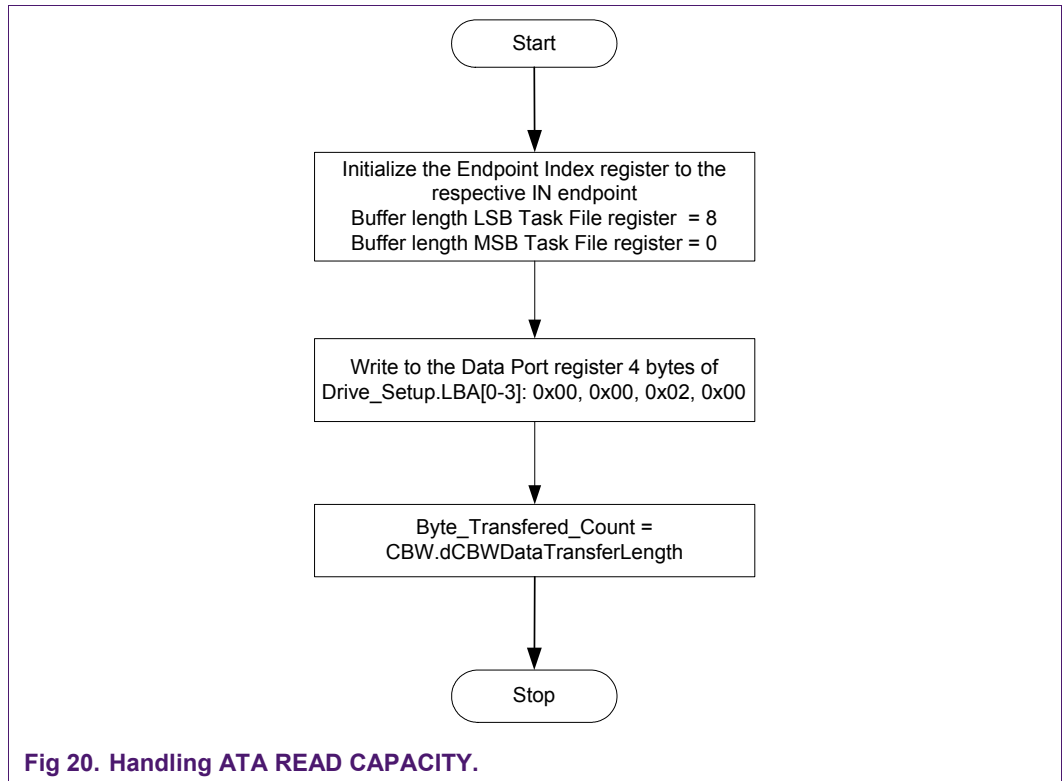 Start
Initialize the Endpoint Index register to the
respective IN endpoint
Buffer length LSB Task File register  = 8
Buffer length MSB Task File register = 0
Write to the Data Port register 4 bytes of
Drive_Setup.LBA[0-3]: 0x00, 0x00, 0x02, 0x00
Byte_Transfered_Count =
CBW.dCBWDataTransferLength
Stop
Fig 20. Handling ATA READ CAPACITY.